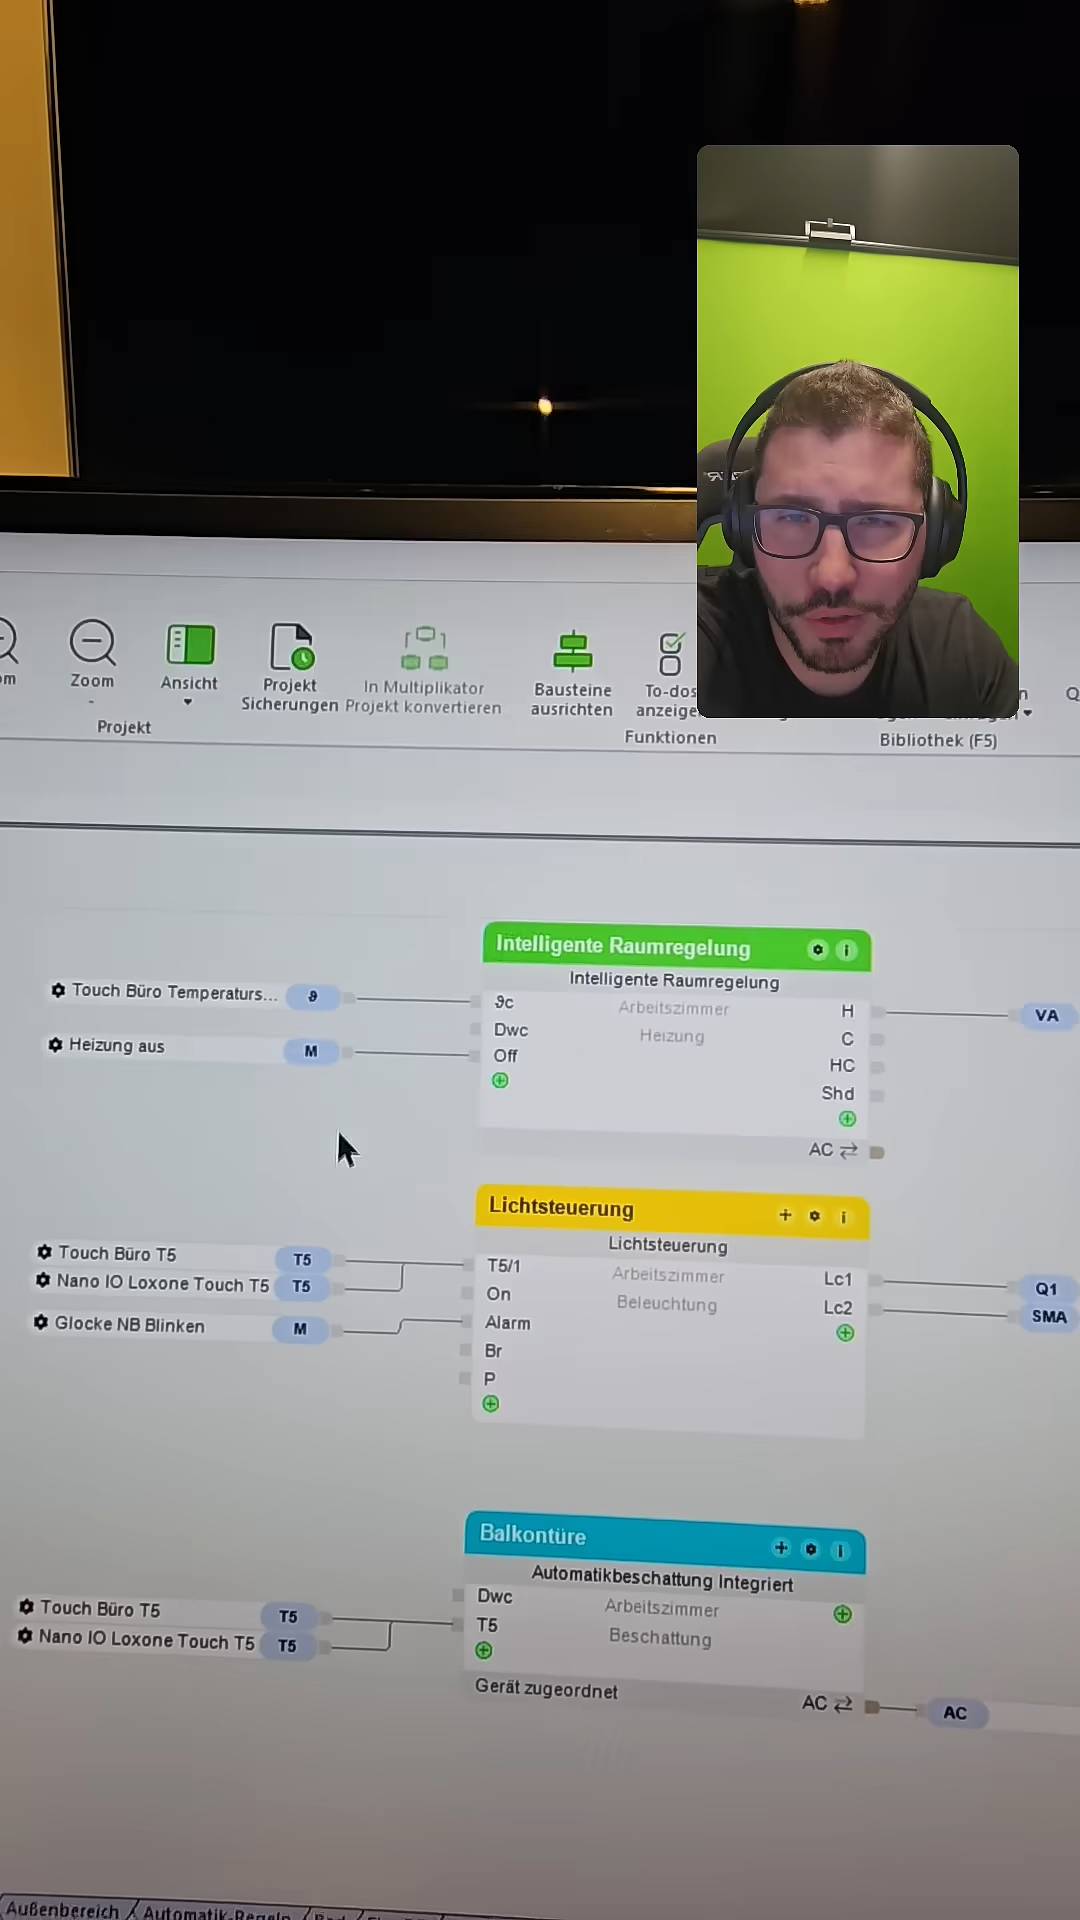 Zoom
Ansicht
Projekt
Sicherungen
In Multiplikator
Projekt konvertieren
Bausteine
ausrichten
To-dos
Projekt
Funktionen
Bibliothek (F5)
Intelligente Raumregelung
Intelligente Raumregelung
Touch Büro Temperaturs... ϑ
ϑc Arbeitszimmer H
VA
Dwc Heizung C
Heizung aus M
Off HC
Shd
AC
Lichtsteuerung
Lichtsteuerung
Touch Büro T5 T5
T5/1 Arbeitszimmer Lc1
Q1
Nano IO Loxone Touch T5 T5
On Beleuchtung Lc2
SMA
Glocke NB Blinken M
Alarm
Br
P
Balkontüre
Automatikbeschattung Integriert
Dwc Arbeitszimmer
Touch Büro T5 T5
T5 Beschattung
Nano IO Loxone Touch T5 T5
Gerät zugeordnet AC
AC
Außenbereich
Automatik-Regeln